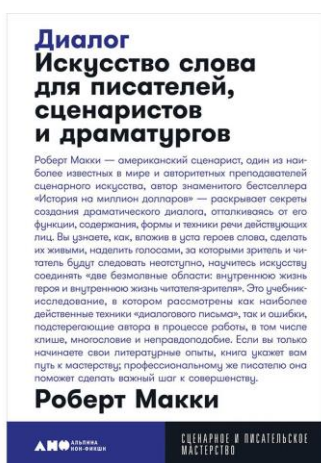 Диалог
Искусство слова
для писателей,
сценаристов
и драматургов
Роберт Макки — американский сценарист, один из наи-
более известных в мире и авторитетных преподавателей
сценарного искусства, автор знаменитого бестселлера
«История на миллион долларов» — раскрывает секреты
создания драматического диалога, отталкиваясь от его
функции, содержания, формы и техники речи действующих
лиц. Вы узнаете, как, вложив в уста героев слова, сделать
их живыми, наделить голосами, за которыми зритель и чи-
татель будут следовать неотступно, научитесь искусству
соединять «две безмолвные области: внутреннюю жизнь
героя и внутреннюю жизнь читателя-зрителя». Это учебник-
исследование, в котором рассмотрены как наиболее
действенные техники «диалогового письма», так и ошибки,
подстерегающие автора в процессе работы, в том числе
клише, многословие и неправдоподобие. Если вы только
начинаете свои литературные опыты, книга укажет вам
путь к мастерству; профессиональному же писателю она
поможет сделать важный шаг к совершенству.
Роберт Макки
АЛЬПИНА
НОН-ФИКШН
СЦЕНАРНОЕ И ПИСАТЕЛЬСКОЕ
МАСТЕРСТВО